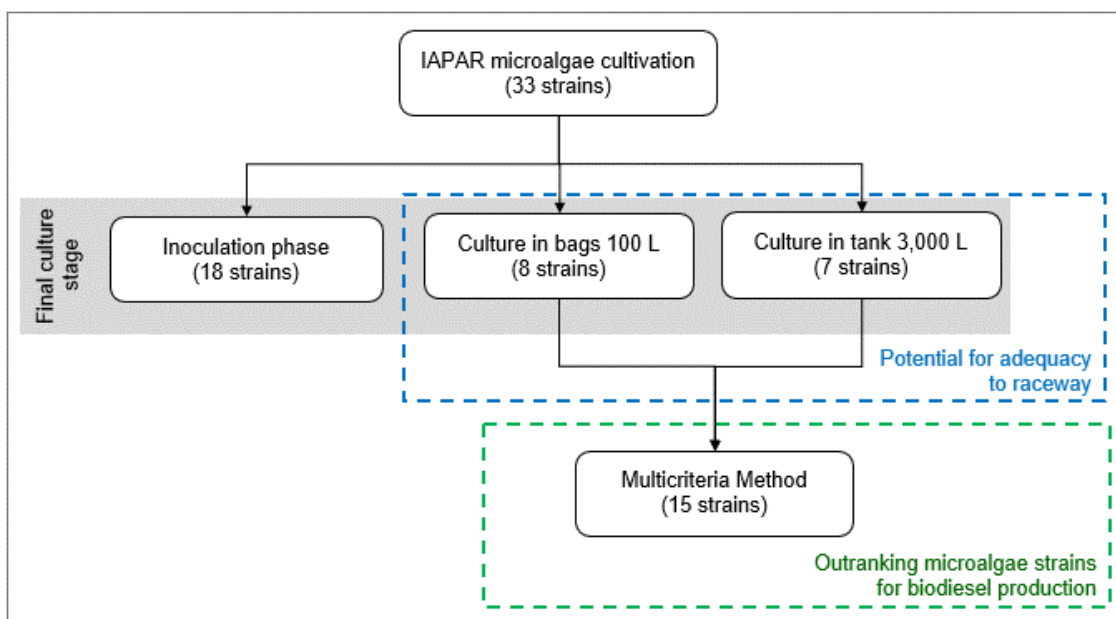 IAPAR microalgae cultivation
(33 strains)
Final culture
stage
Inoculation phase
(18 strains)
Culture in bags 100 L
(8 strains)
Culture in tank 3,000 L
(7 strains)
Potential for adequacy
to raceway
Multicriteria Method
(15 strains)
Outranking microalgae strains
for biodiesel production